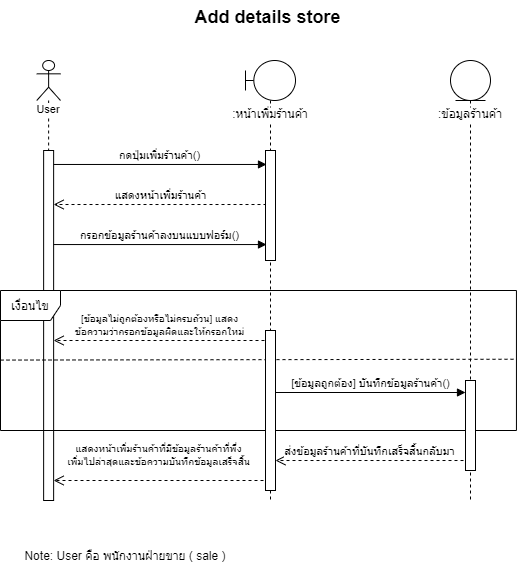 Add details store
User
:หน้าเพิ่มร้านค้า
:ข้อมูลร้านค้า
กดปุ่มเพิ่มร้านค้า()
แสดงหน้าเพิ่มร้านค้า
กรอกข้อมูลร้านค้าลงบนแบบฟอร์ม()
เงื่อนไข
[ข้อมูลไม่ถูกต้องหรือไม่ครบถ้วน] แสดง
ข้อความว่ากรอกข้อมูลผิดและให้กรอกใหม่
[ข้อมูลถูกต้อง] บันทึกข้อมูลร้านค้า()
แสดงหน้าเพิ่มร้านค้าที่มีข้อมูลร้านค้าที่พึ่ง
เพิ่มไปล่าสุดและข้อความบันทึกข้อมูลเสร็จสิ้น
ส่งข้อมูลร้านค้าที่บันทึกเสร็จสิ้นกลับมา
Note: User คือ พนักงานฝ่ายขาย ( sale )